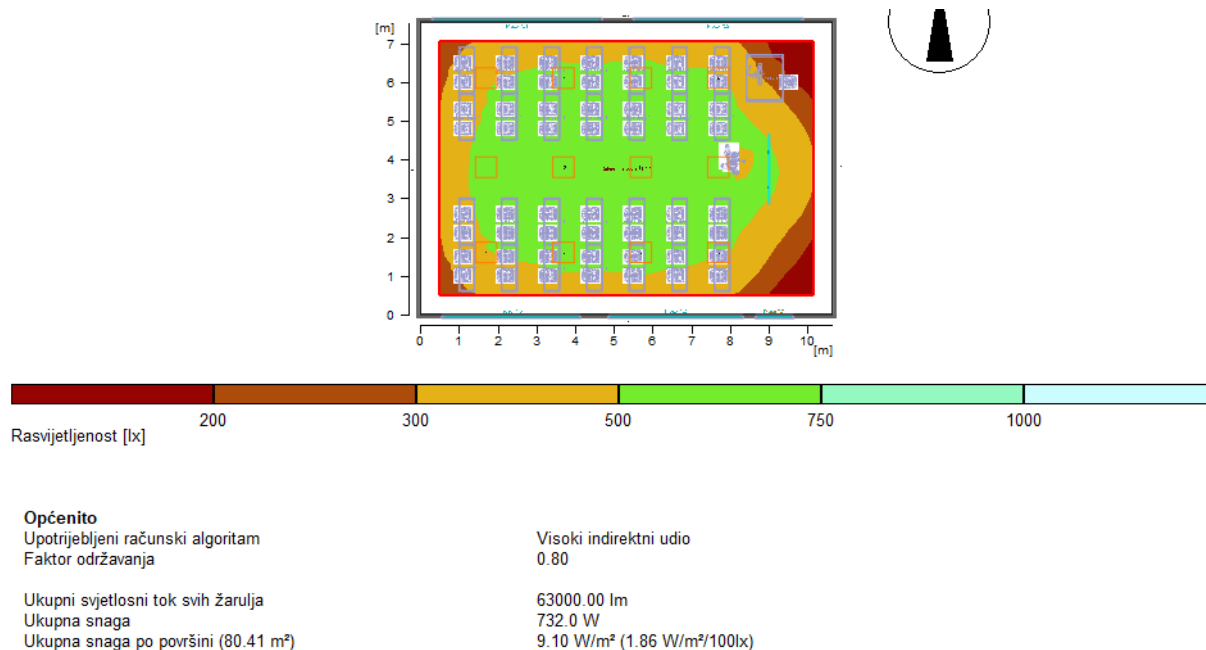 [m]
7
6
5
4
3
2
1
0
0 1 2 3 4 5 6 7 8 9 10
[m]
200 300 500 750 1000
Rasvijetljenost [lx]
Općenito
Upotrijebljeni računski algoritam Visoki indirektni udio
Faktor održavanja 0.80
Ukupni svjetlosni tok svih žarulja 63000.00 lm
Ukupna snaga 732.0 W
Ukupna snaga po površini (80.41 m²) 9.10 W/m² (1.86 W/m²/100lx)